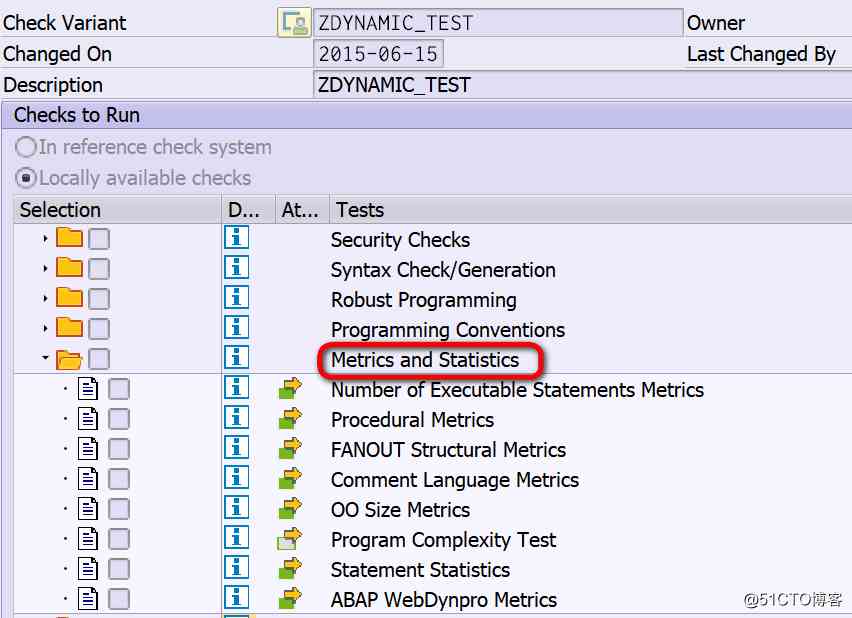 Check Variant ZDYNAMIC_TEST Owner
Changed On 2015-06-15 Last Changed By
Description ZDYNAMIC_TEST
Checks to Run
In reference check system
Locally available checks
Selection D... At... Tests
Security Checks
Syntax Check/Generation
Robust Programming
Programming Conventions
Metrics and Statistics
Number of Executable Statements Metrics
Procedural Metrics
FANOUT Structural Metrics
Comment Language Metrics
OO Size Metrics
Program Complexity Test
Statement Statistics
ABAP WebDynpro Metrics
@51CTO博客